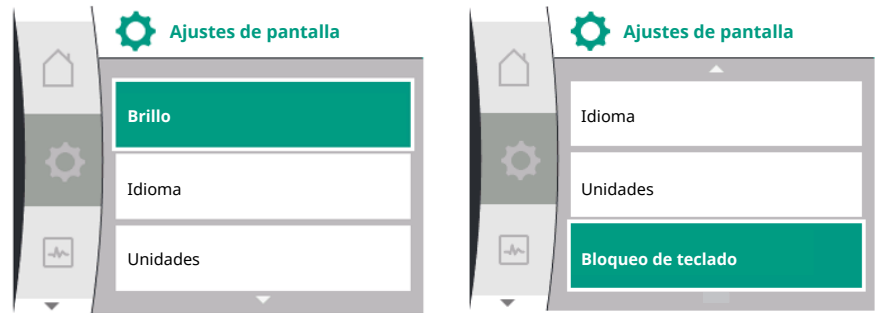 Ajustes de pantalla
Brillo
Idioma
Unidades
Ajustes de pantalla
Idioma
Unidades
Bloqueo de teclado